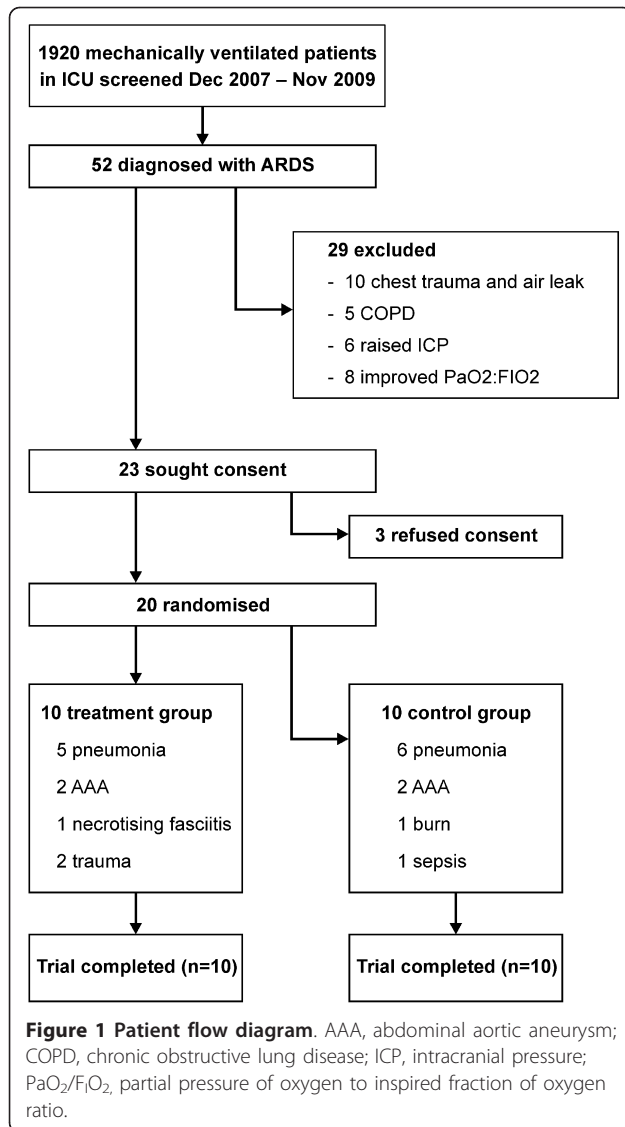 1920 mechanically ventilated patients
in ICU screened Dec 2007 – Nov 2009
52 diagnosed with ARDS
29 excluded
- 10 chest trauma and air leak
- 5 COPD
- 6 raised ICP
- 8 improved PaO2:FIO2
23 sought consent
3 refused consent
20 randomised
10 treatment group
5 pneumonia
2 AAA
1 necrotising fasciitis
2 trauma
10 control group
6 pneumonia
2 AAA
1 burn
1 sepsis
Trial completed (n=10)
Trial completed (n=10)
Figure 1 Patient flow diagram. AAA, abdominal aortic aneurysm;
COPD, chronic obstructive lung disease; ICP, intracranial pressure;
PaO₂/FᵢO₂, partial pressure of oxygen to inspired fraction of oxygen
ratio.